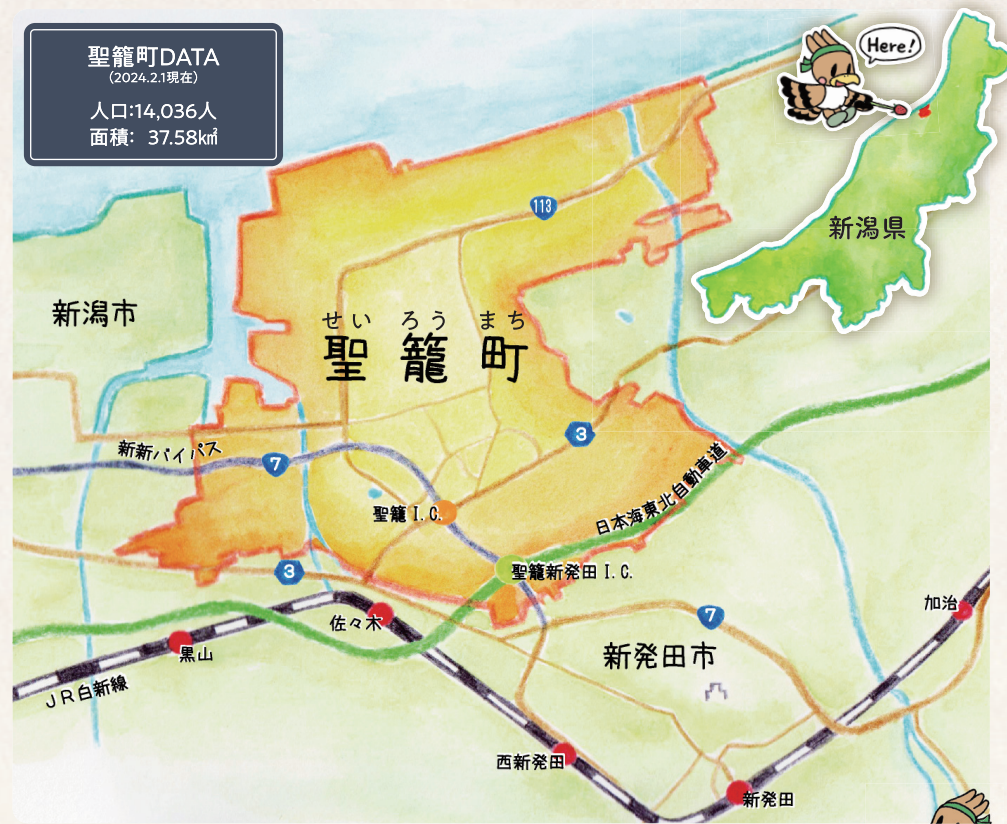 聖籠町DATA
(2024.2.1現在)
人口:14,036人
面積: 37.58㎢
Here!
新潟県
113
新潟市
せい ろう まち
聖籠町
3
新新バイパス
7
聖籠 I.C.
日本海東北自動車道
3
聖籠新発田 I.C.
佐々木
7
加治
黒山
新発田市
JR白新線
西新発田
新発田